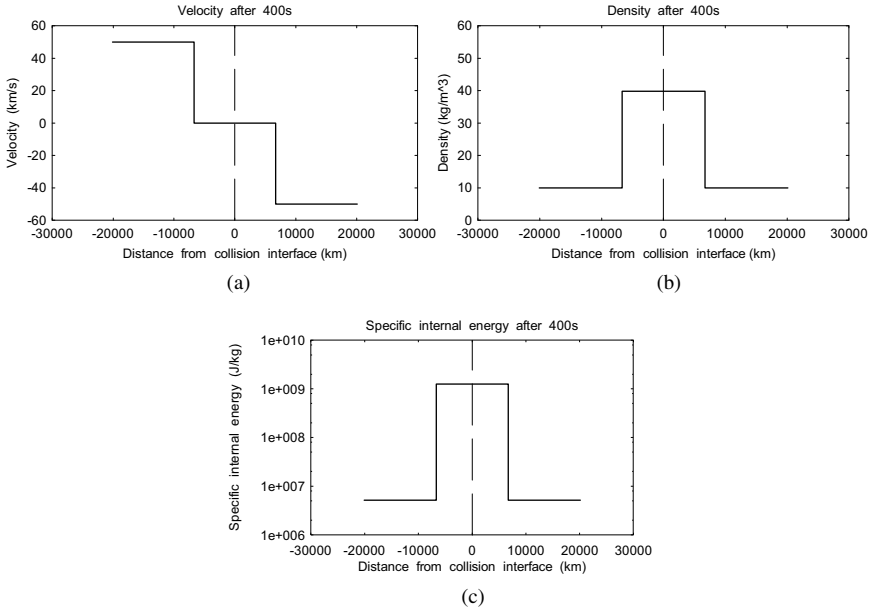 Velocity after 400s
60
40
20
0
-20
-40
-60
Velocity (km/s)
-30000 -20000 -10000 0 10000 20000 30000
Distance from collision interface (km)
(a)
Density after 400s
60
50
40
30
20
10
0
Density (kg/m^3)
-30000 -20000 -10000 0 10000 20000 30000
Distance from collision interface (km)
(b)
Specific internal energy after 400s
1e+010
1e+009
1e+008
1e+007
1e+006
Specific internal energy (J/kg)
-30000 -20000 -10000 0 10000 20000 30000
Distance from collision interface (km)
(c)